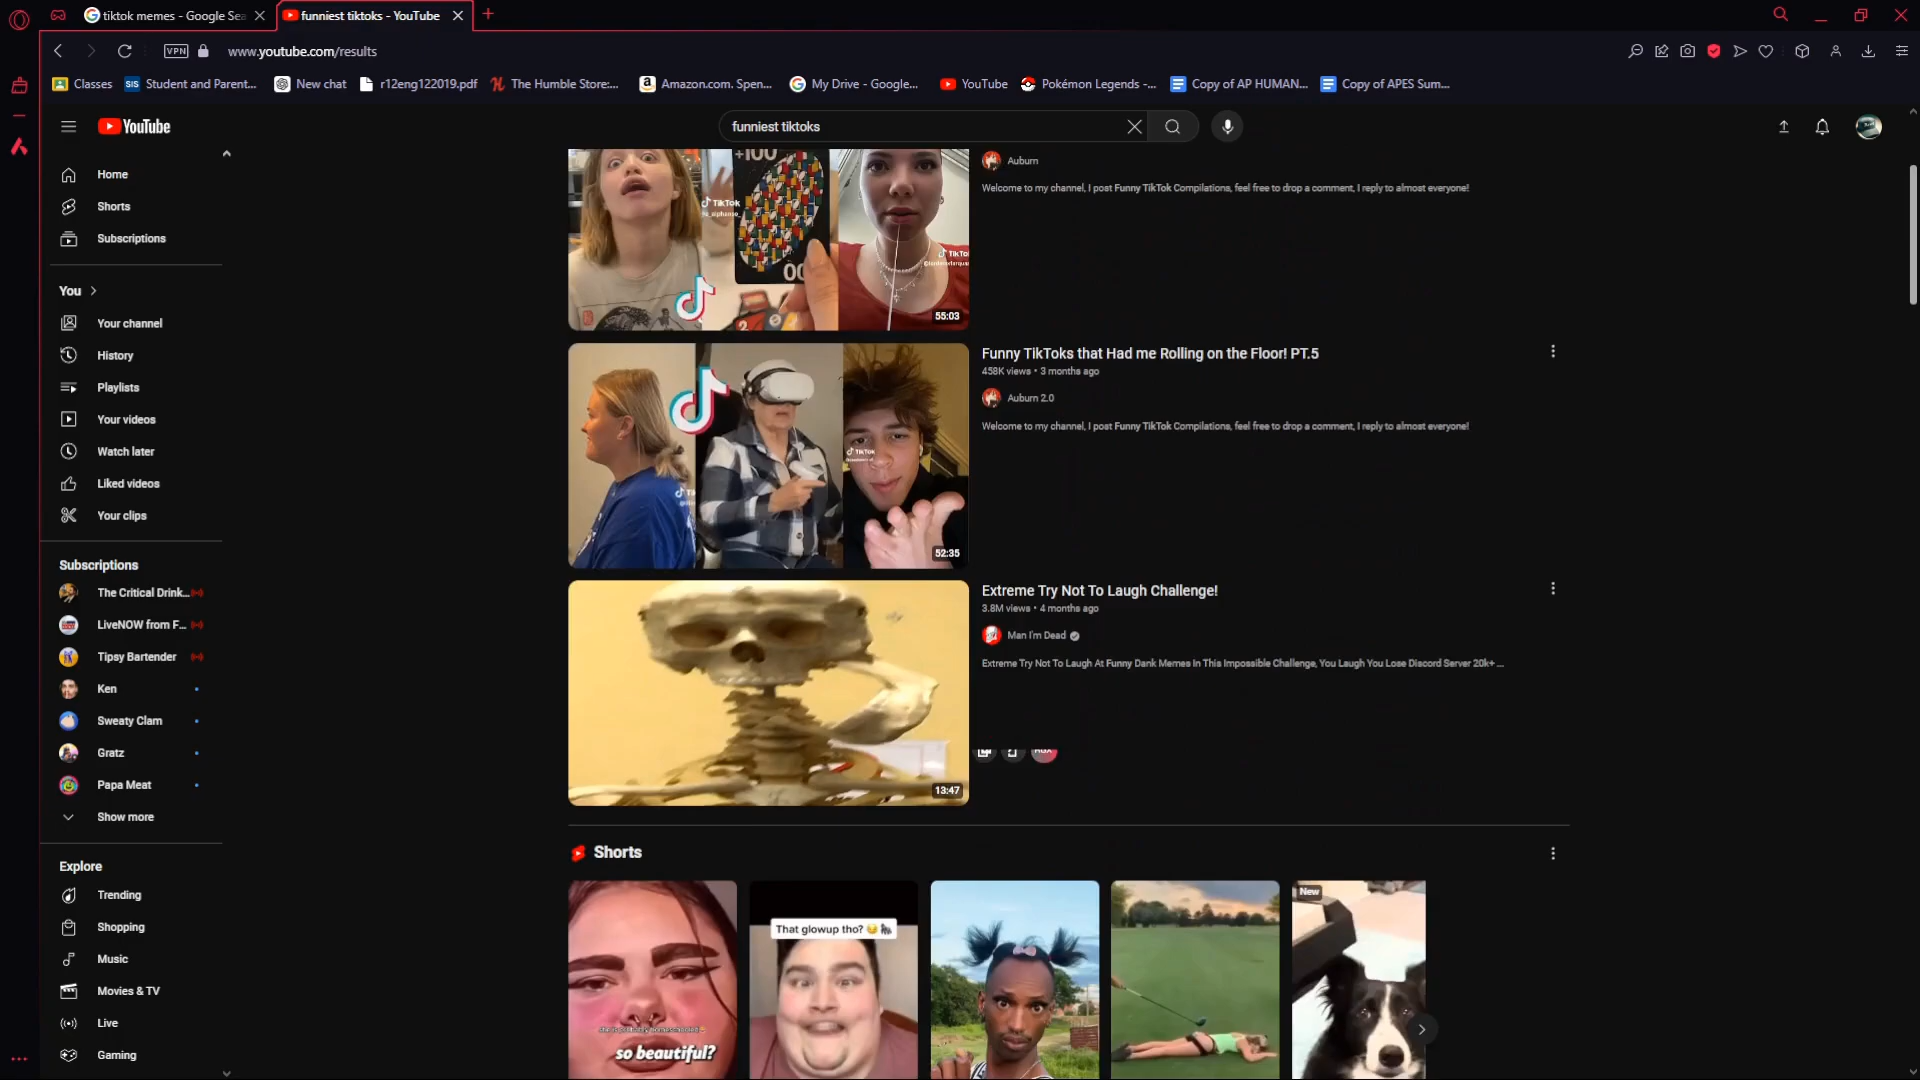 tiktok memes - Google Sea
funniest tiktoks - YouTube
VPN
www.youtube.com/results
Classes
SIS
Student and Parent...
New chat
r12eng122019.pdf
The Humble Store:...
Amazon.com. Spen...
My Drive - Google...
YouTube
Pokémon Legends -...
Copy of AP HUMAN...
Copy of APES Sum...
YouTube
funniest tiktoks
Home
Shorts
Subscriptions
You
Your channel
History
Playlists
Your videos
Watch later
Liked videos
Your clips
Subscriptions
The Critical Drink...
LiveNOW from F...
Tipsy Bartender
Ken
Sweaty Clam
Gratz
Papa Meat
Show more
Explore
Trending
Shopping
Music
Movies & TV
Live
Gaming
+100
TikTok
TikTo
00
2
55:03
Auburn
Welcome to my channel, I post Funny TikTok Compilations, feel free to drop a comment, I reply to almost everyone!
TikTok
52:35
Funny TikToks that Had me Rolling on the Floor! PT.5
458K views • 3 months ago
Auburn 2.0
Welcome to my channel, I post Funny TikTok Compilations, feel free to drop a comment, I reply to almost everyone!
13:47
Extreme Try Not To Laugh Challenge!
3.8M views • 4 months ago
Man I'm Dead
Extreme Try Not To Laugh At Funny Dank Memes In This Impossible Challenge, You Laugh You Lose Discord Server 20k+ ...
Shorts
so beautiful?
That glowup tho? 😏🦍
New